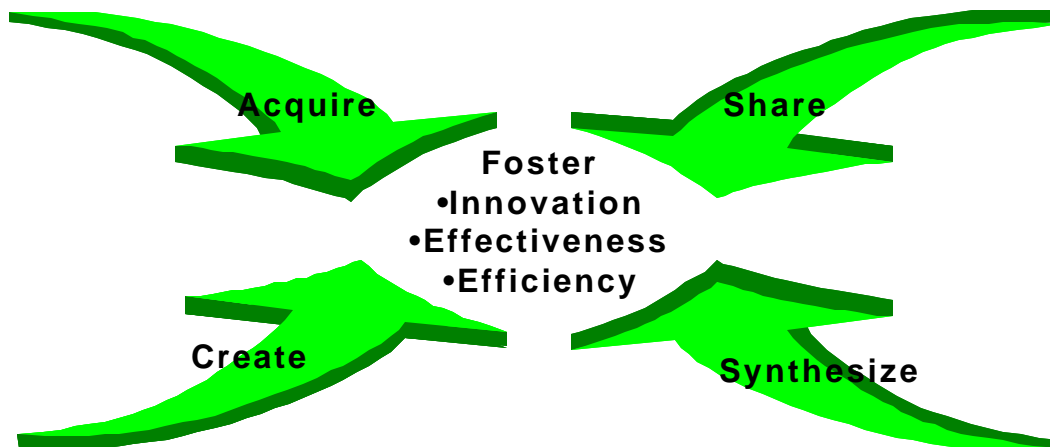 Acquire
Share
Foster
•Innovation
•Effectiveness
•Efficiency
Create
Synthesize